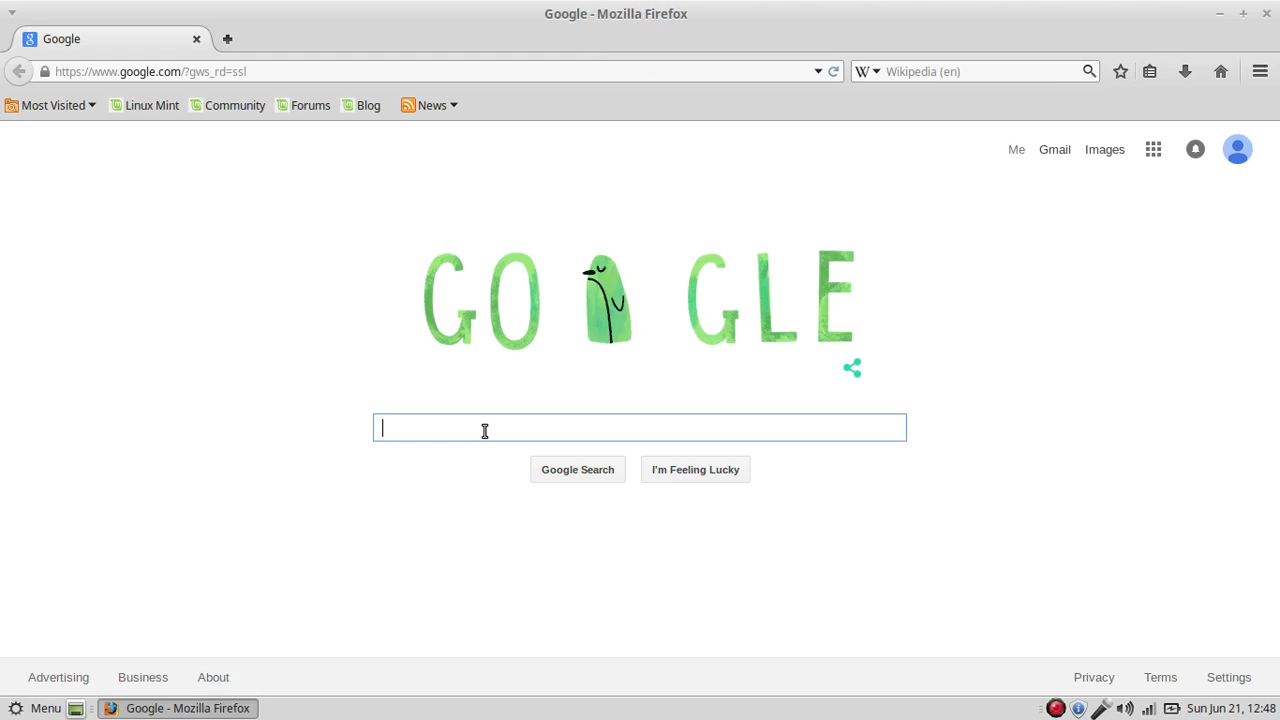 Google - Mozilla Firefox
Google
https://www.google.com/?gws_rd=ssl
Wikipedia (en)
Most Visited
Linux Mint
Community
Forums
Blog
News
Me
Gmail
Images
GO GLE
Google Search
I'm Feeling Lucky
Advertising
Business
About
Privacy
Terms
Settings
Menu
Google - Mozilla Firefox
Sun Jun 21, 12:48